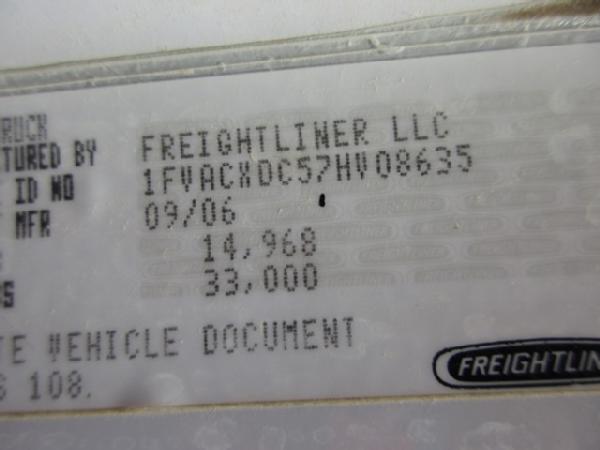 RUCK
TURED BY FREIGHTLINER LLC
ID NO 1FVACXDC57HV08635
MFR 09/06
14,968
33,000
TE VEHICLE DOCUMENT
108.
FREIGHTLIN